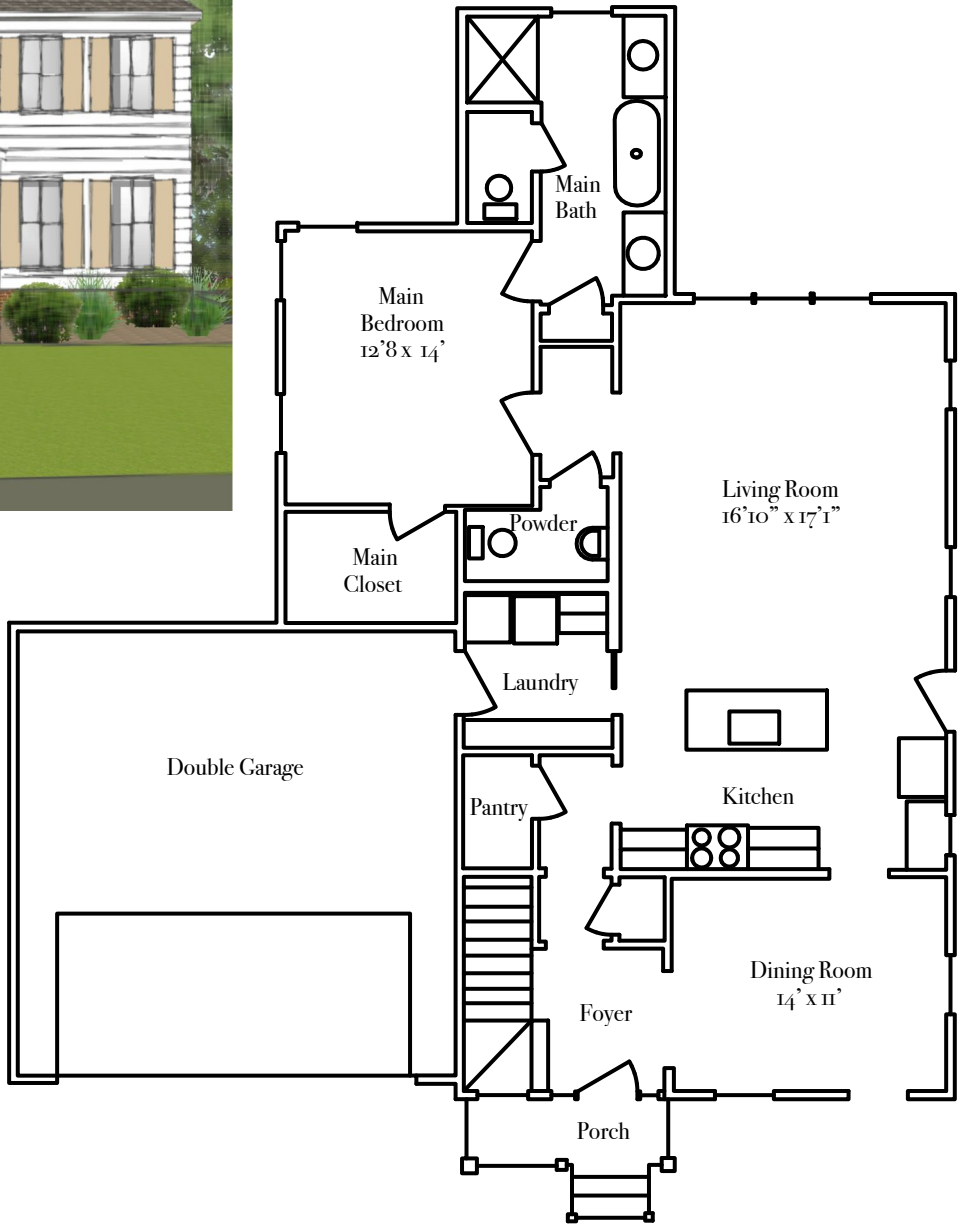 Main
Bath
Main
Bedroom
12’8 x 14’
Living Room
16’10” x 17’1”
Powder
Main
Closet
Laundry
Double Garage
Kitchen
Pantry
Dining Room
14’ x 11’
Foyer
Porch